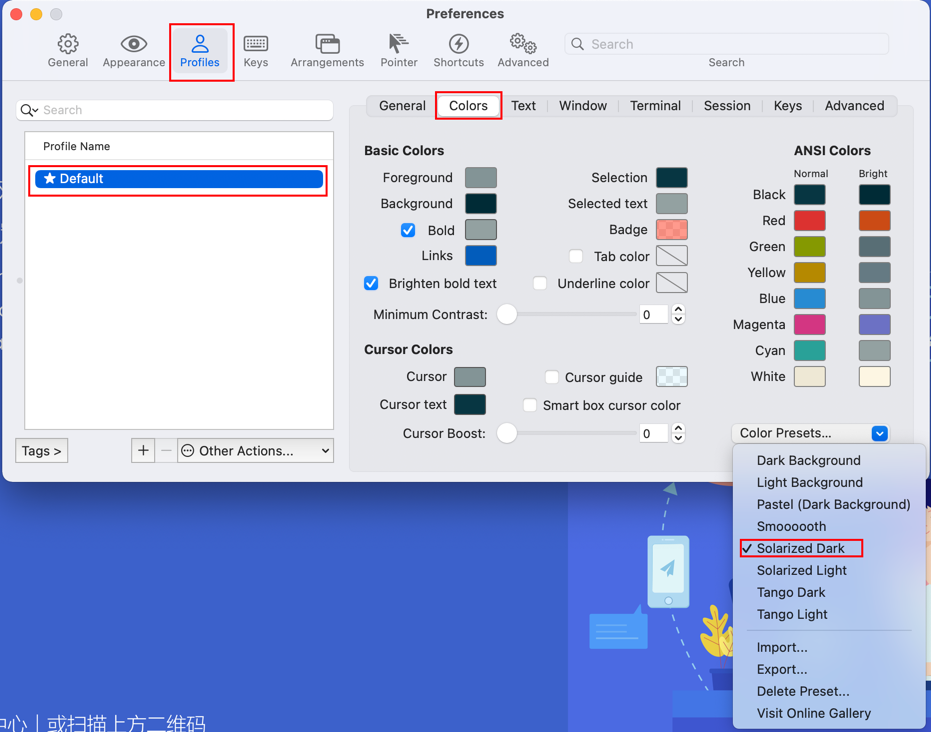 Preferences
General Appearance Profiles Keys Arrangements Pointer Shortcuts Advanced Search
Search
Search
General Colors Text Window Terminal Session Keys Advanced
Profile Name
Default
Tags > + − Other Actions...
Basic Colors
Foreground Selection
Background Selected text
Bold Badge
Links Tab color
Brighten bold text Underline color
Minimum Contrast: 0
Cursor Colors
Cursor Cursor guide
Cursor text Smart box cursor color
Cursor Boost: 0
ANSI Colors
Normal Bright
Black
Red
Green
Yellow
Blue
Magenta
Cyan
White
Color Presets...
Dark Background
Light Background
Pastel (Dark Background)
Smoooooth
✓ Solarized Dark
Solarized Light
Tango Dark
Tango Light
Import...
Export...
Delete Preset...
Visit Online Gallery
中心｜或扫描上方二维码